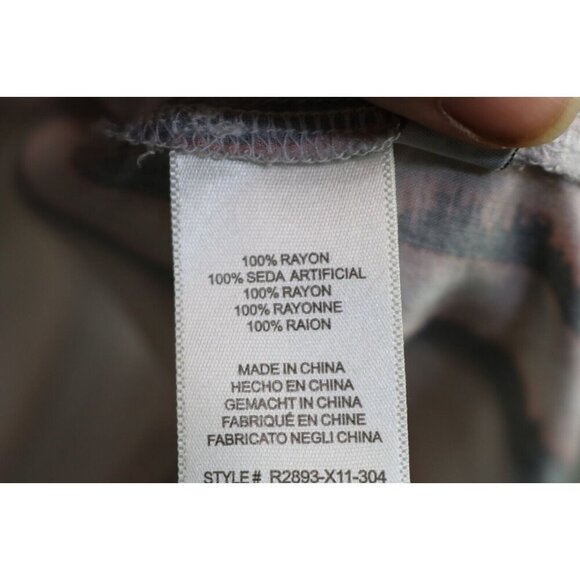 100% RAYON
100% SEDA ARTIFICIAL
100% RAYON
100% RAYONNE
100% RAION
MADE IN CHINA
HECHO EN CHINA
GEMACHT IN CHINA
FABRIQUÉ EN CHINE
FABRICATO NEGLI CHINA
STYLE# R2893-X11-304